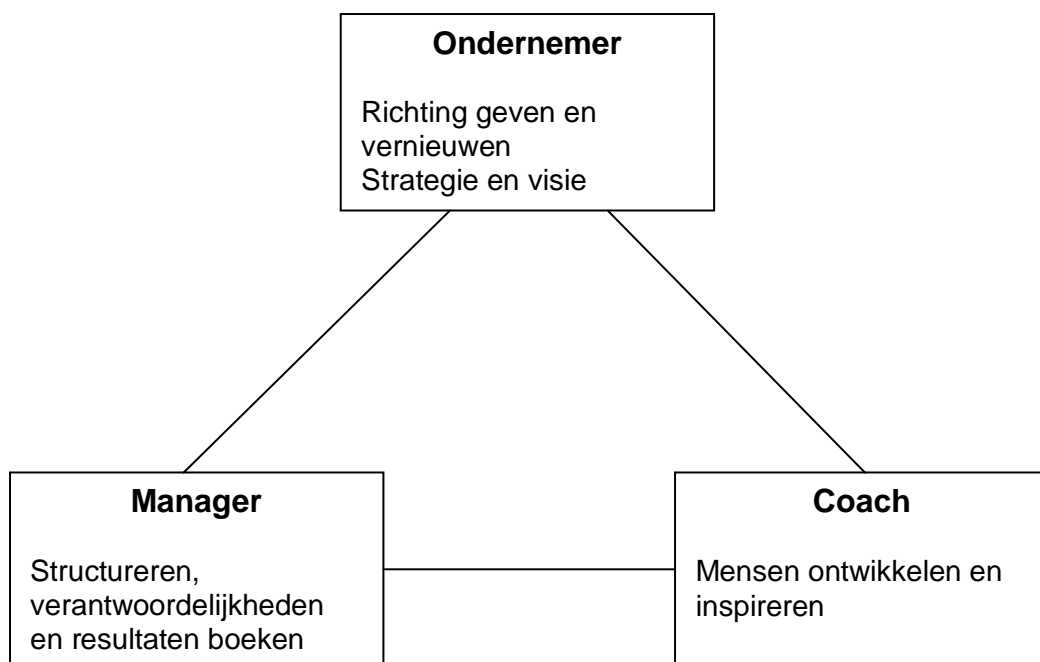 Ondernemer
Richting geven en
vernieuwen
Strategie en visie
Manager
Structureren,
verantwoordelijkheden
en resultaten boeken
Coach
Mensen ontwikkelen en
inspireren